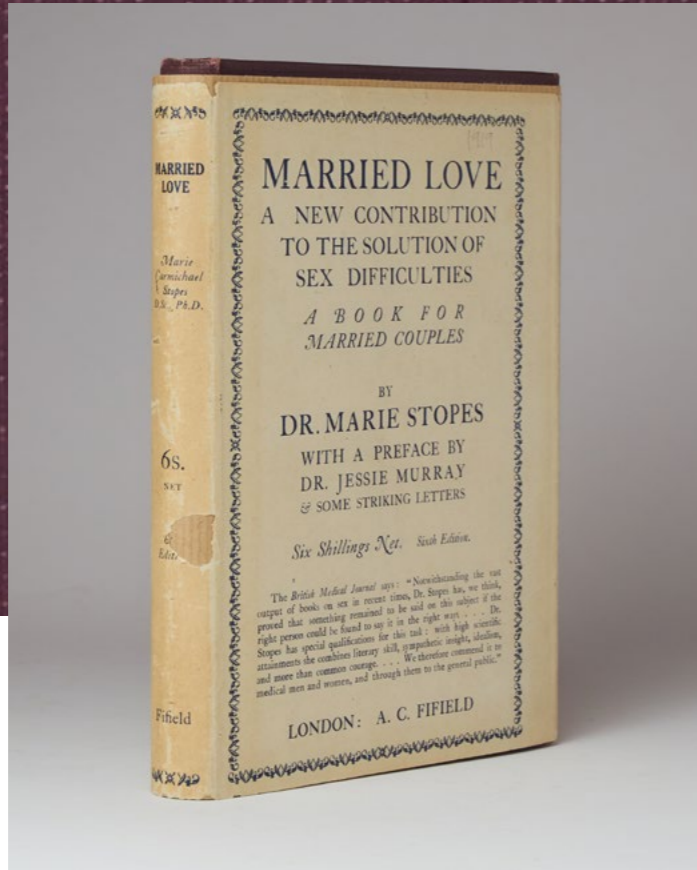 MARRIED
LOVE
Marie
Carmichael
Stopes
D.Sc., Ph.D.
6s.
NET
6
Edit
Fifield
1919
MARRIED LOVE
A NEW CONTRIBUTION
TO THE SOLUTION OF
SEX DIFFICULTIES
A BOOK FOR
MARRIED COUPLES
BY
DR. MARIE STOPES
WITH A PREFACE BY
DR. JESSIE MURRAY
& SOME STRIKING LETTERS
Six Shillings Net. Sixth Edition.
The British Medical Journal says: "Notwithstanding the vast
output of books on sex in recent times, Dr. Stopes has, we think,
proved that something remained to be said on this subject if the
right person could be found to say it in the right way . . . . Dr.
Stopes has special qualifications for this task: with high scientific
attainments she combines literary skill, sympathetic insight, idealism,
and more than common courage. . . . We therefore commend it to
medical men and women, and through them to the general public."
LONDON: A. C. FIFIELD